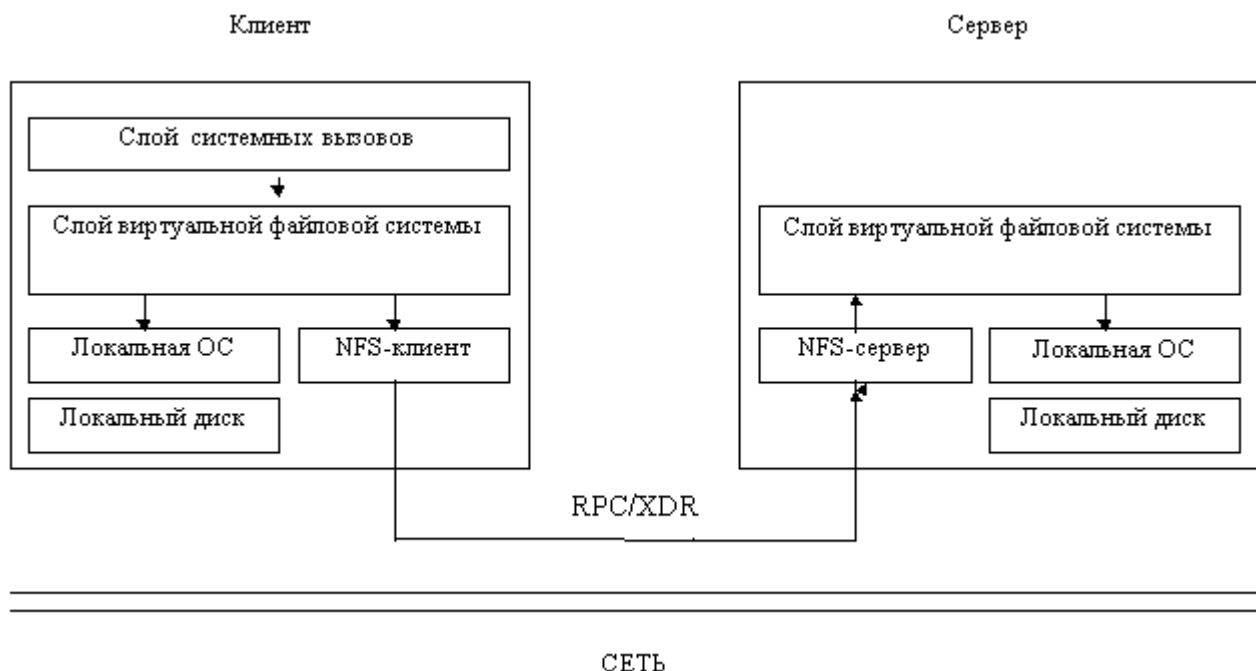 Клиент
Сервер
Слой системных вызовов
Слой виртуальной файловой системы
Слой виртуальной файловой системы
Локальная ОС
NFS-клиент
NFS-сервер
Локальная ОС
Локальный диск
Локальный диск
RPC/XDR
СЕТЬ